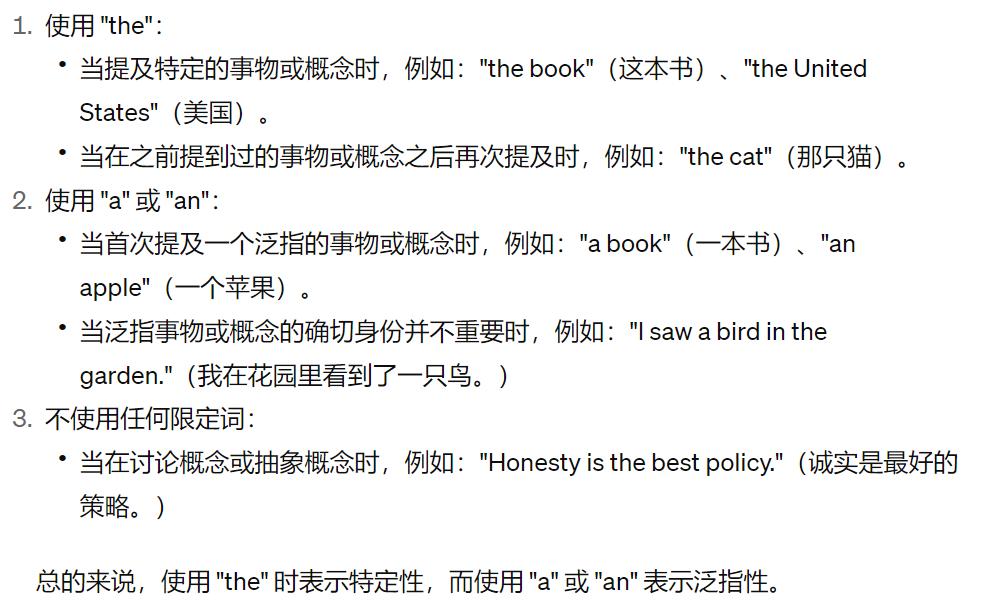 1. 使用 "the"：
• 当提及特定的事物或概念时，例如："the book"（这本书）、"the United
States"（美国）。
• 当在之前提到过的事物或概念之后再次提及时，例如："the cat"（那只猫）。
2. 使用 "a" 或 "an"：
• 当首次提及一个泛指的事物或概念时，例如："a book"（一本书）、"an
apple"（一个苹果）。
• 当泛指事物或概念的确切身份并不重要时，例如："I saw a bird in the
garden."（我在花园里看到了一只鸟。）
3. 不使用任何限定词：
• 当在讨论概念或抽象概念时，例如："Honesty is the best policy."（诚实是最好的
策略。）
总的来说，使用 "the" 时表示特定性，而使用 "a" 或 "an" 表示泛指性。